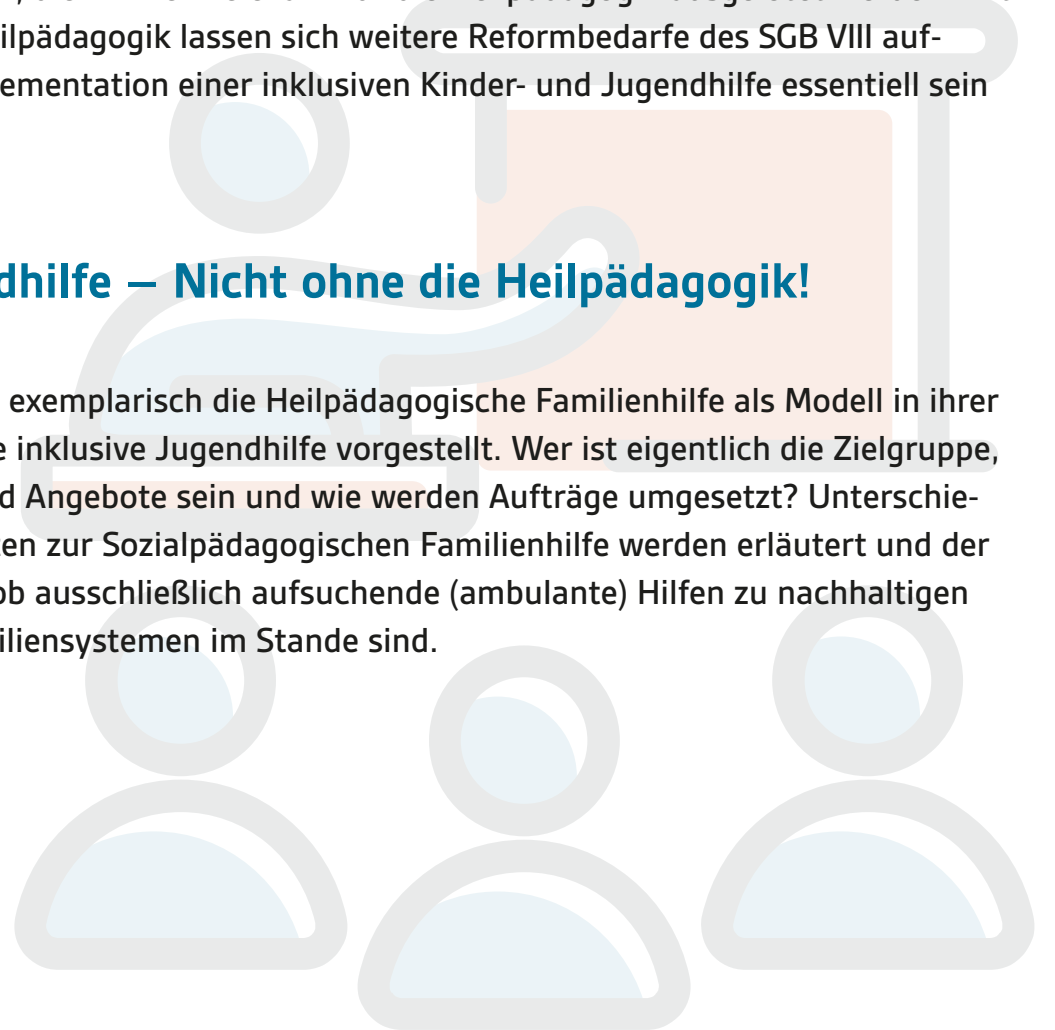 ilpädagogik lassen sich weitere Reformbedarfe des SGB VIII auf-
ementation einer inklusiven Kinder- und Jugendhilfe essentiell sein
dhilfe – Nicht ohne die Heilpädagogik!
exemplarisch die Heilpädagogische Familienhilfe als Modell in ihrer
e inklusive Jugendhilfe vorgestellt. Wer ist eigentlich die Zielgruppe,
d Angebote sein und wie werden Aufträge umgesetzt? Unterschie-
en zur Sozialpädagogischen Familienhilfe werden erläutert und der
ob ausschließlich aufsuchende (ambulante) Hilfen zu nachhaltigen
iliensystemen im Stande sind.